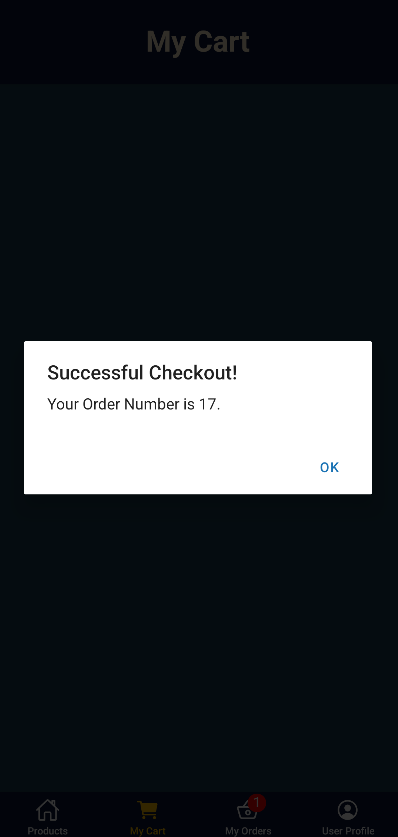 My Cart
Successful Checkout!
Your Order Number is 17.
OK
1
Products
My Cart
My Orders
User Profile